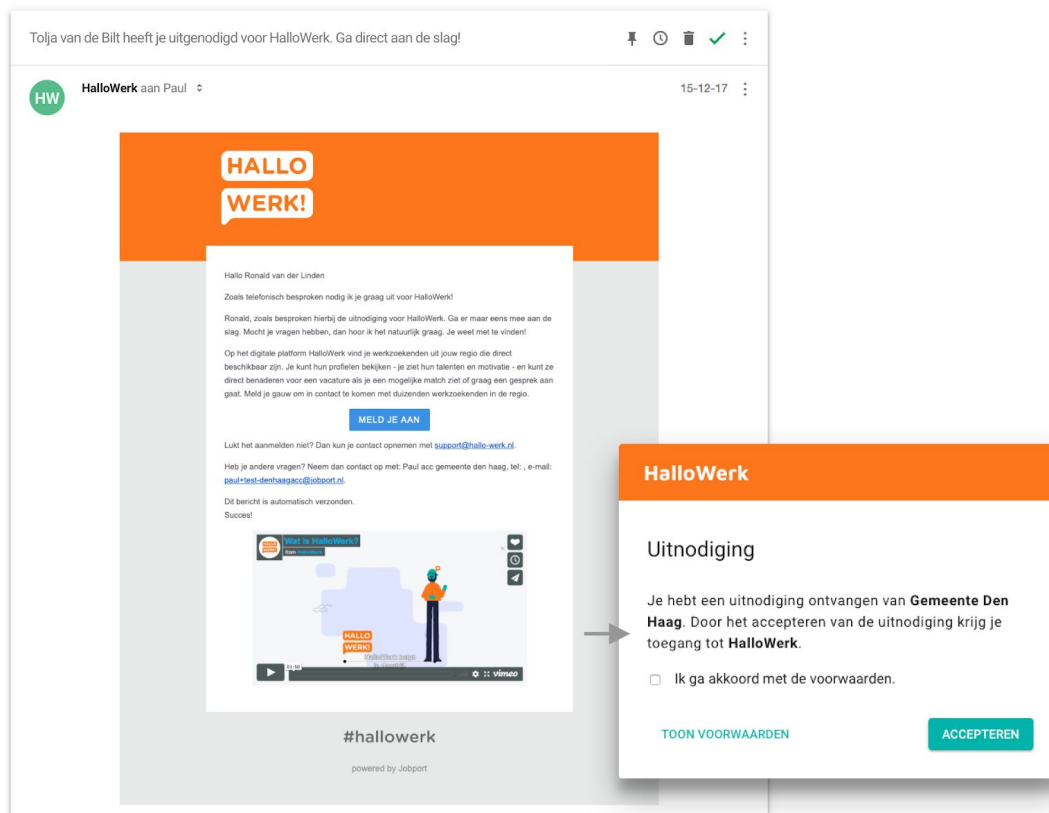 Tolja van de Bilt heeft je uitgenodigd voor HalloWerk. Ga direct aan de slag!
HW
HalloWerk aan Paul
15-12-17
HALLO
WERK!
Hallo Ronald van der Linden
Zoals telefonisch besproken nodig ik je graag uit voor HalloWerk!
Ronald, zoals besproken hierbij de uitnodiging voor HalloWerk. Ga er maar eens mee aan de
slag. Mocht je vragen hebben, dan hoor ik het natuurlijk graag. Je weet met te vinden!
Op het digitale platform HalloWerk vind je werkzoekenden uit jouw regio die direct
beschikbaar zijn. Je kunt hun profielen bekijken - je ziet hun talenten en motivatie - en kunt ze
direct benaderen voor een vacature als je een mogelijke match ziet of graag een gesprek aan
gaat. Meld je gauw om in contact te komen met duizenden werkzoekenden in de regio.
MELD JE AAN
Lukt het aanmelden niet? Dan kun je contact opnemen met support@hallo-werk.nl.
Heb je andere vragen? Neem dan contact op met: Paul acc gemeente den haag, tel: , e-mail:
paul+test-denhaagacc@jobport.nl.
Dit bericht is automatisch verzonden.
Succes!
HALLO
WERK!
Wat is HalloWerk?
from HalloWerk
HALLO
WERK!
HalloWerk helpt
01:50
vimeo
#hallowerk
powered by Jobport
HalloWerk
Uitnodiging
Je hebt een uitnodiging ontvangen van Gemeente Den
Haag. Door het accepteren van de uitnodiging krijg je
toegang tot HalloWerk.
Ik ga akkoord met de voorwaarden.
TOON VOORWAARDEN
ACCEPTEREN